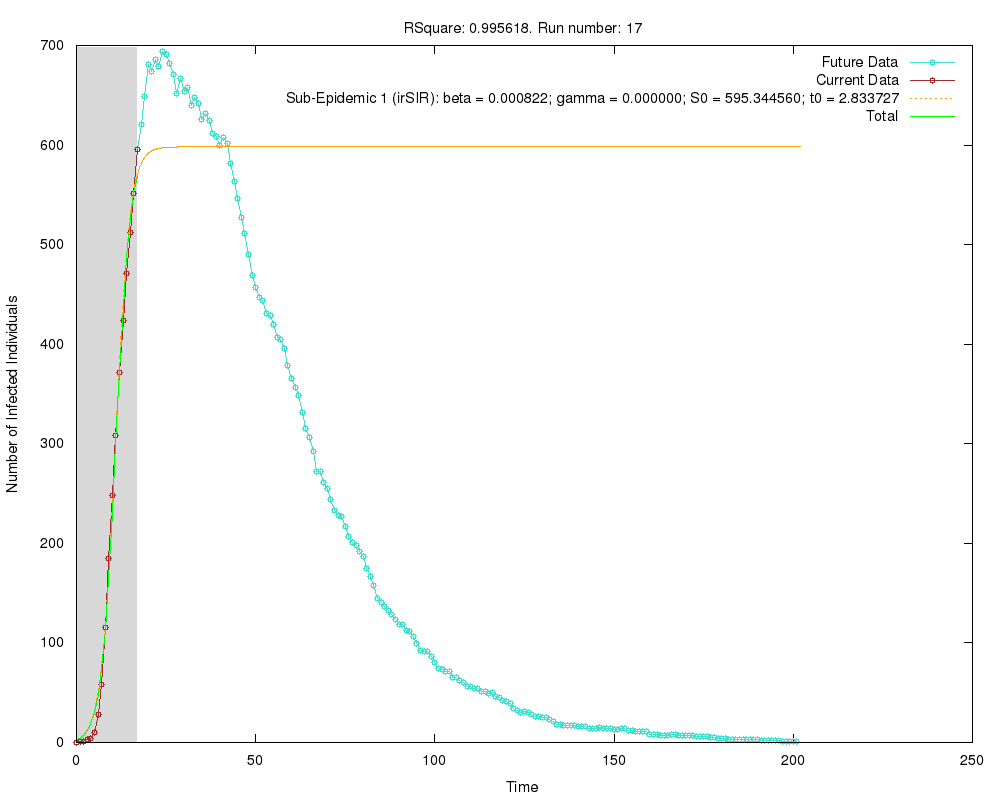 RSquare: 0.995618. Run number: 17
Future Data
Current Data
Sub-Epidemic 1 (irSIR): beta = 0.000822; gamma = 0.000000; S0 = 595.344560; t0 = 2.833727
Total
700
600
500
400
300
200
100
0
Number of Infected Individuals
0 50 100 150 200 250
Time